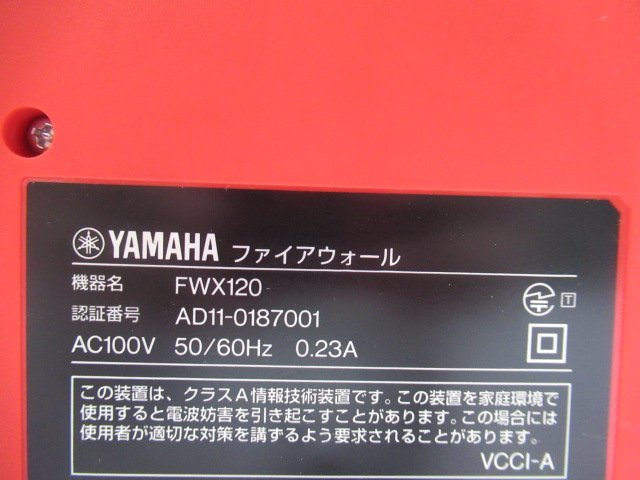 YAMAHA ファイアウォール
機器名 FWX120
認証番号 AD11-0187001
T
AC100V 50/60Hz 0.23A
この装置は、クラスA情報技術装置です。この装置を家庭環境で
使用すると電波妨害を引き起こすことがあります。この場合には
使用者が適切な対策を講ずるよう要求されることがあります。
VCCI-A